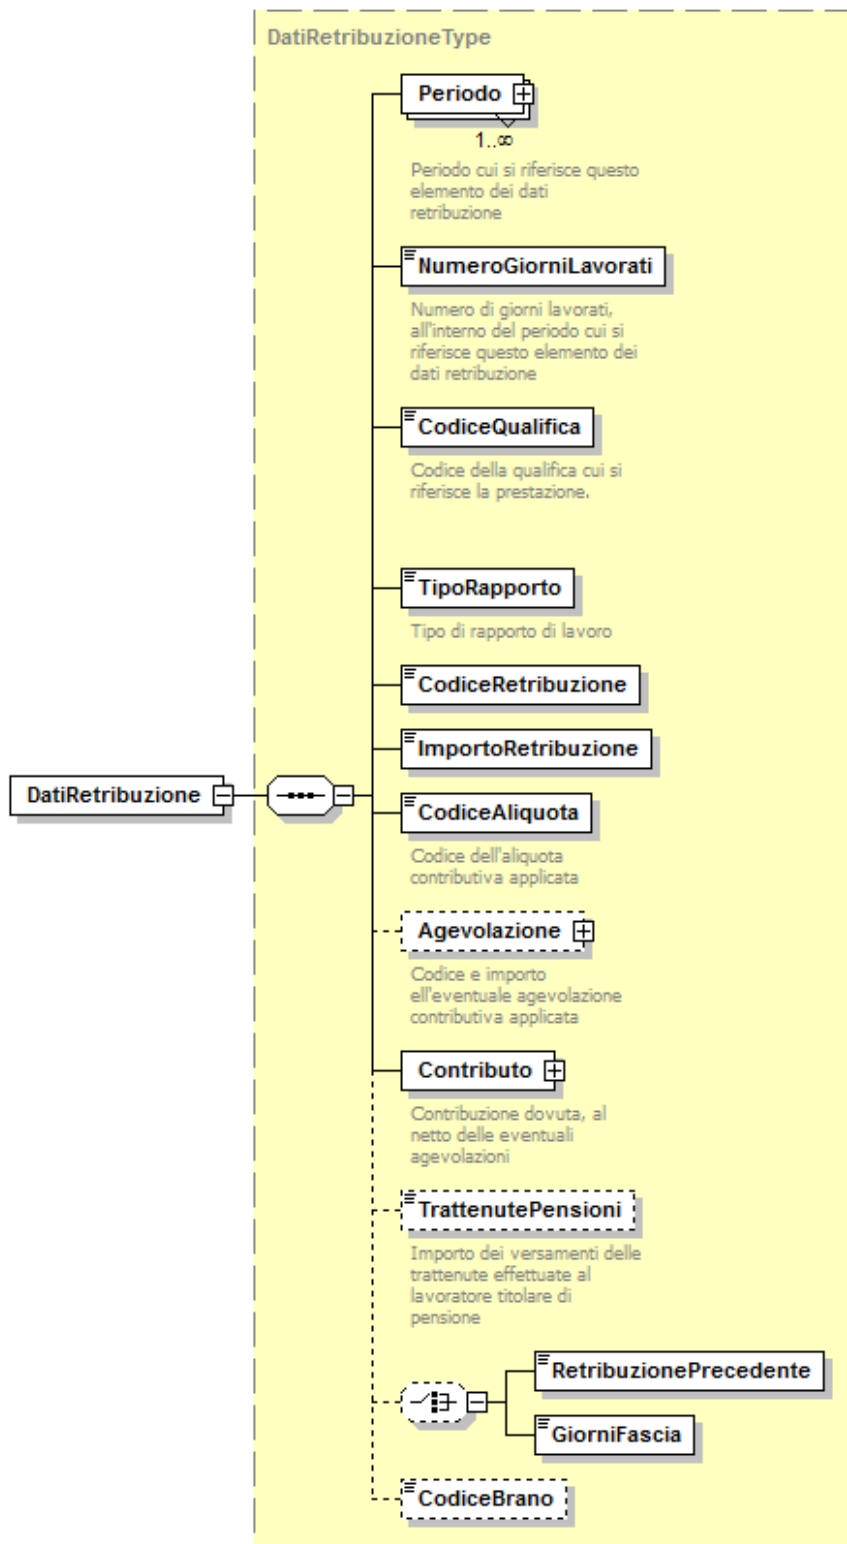 DatiRetribuzioneType
Periodo
1..∞
Periodo cui si riferisce questo
elemento dei dati
retribuzione
NumeroGiorniLavorati
Numero di giorni lavorati,
all'interno del periodo cui si
riferisce questo elemento dei
dati retribuzione
CodiceQualifica
Codice della qualifica cui si
riferisce la prestazione.
TipoRapporto
Tipo di rapporto di lavoro
CodiceRetribuzione
ImportoRetribuzione
DatiRetribuzione
CodiceAliquota
Codice dell'aliquota
contributiva applicata
Agevolazione
Codice e importo
ell'eventuale agevolazione
contributiva applicata
Contributo
Contribuzione dovuta, al
netto delle eventuali
agevolazioni
TrattenutePensioni
Importo dei versamenti delle
trattenute effettuate al
lavoratore titolare di
pensione
RetribuzionePrecedente
GiorniFascia
CodiceBrano